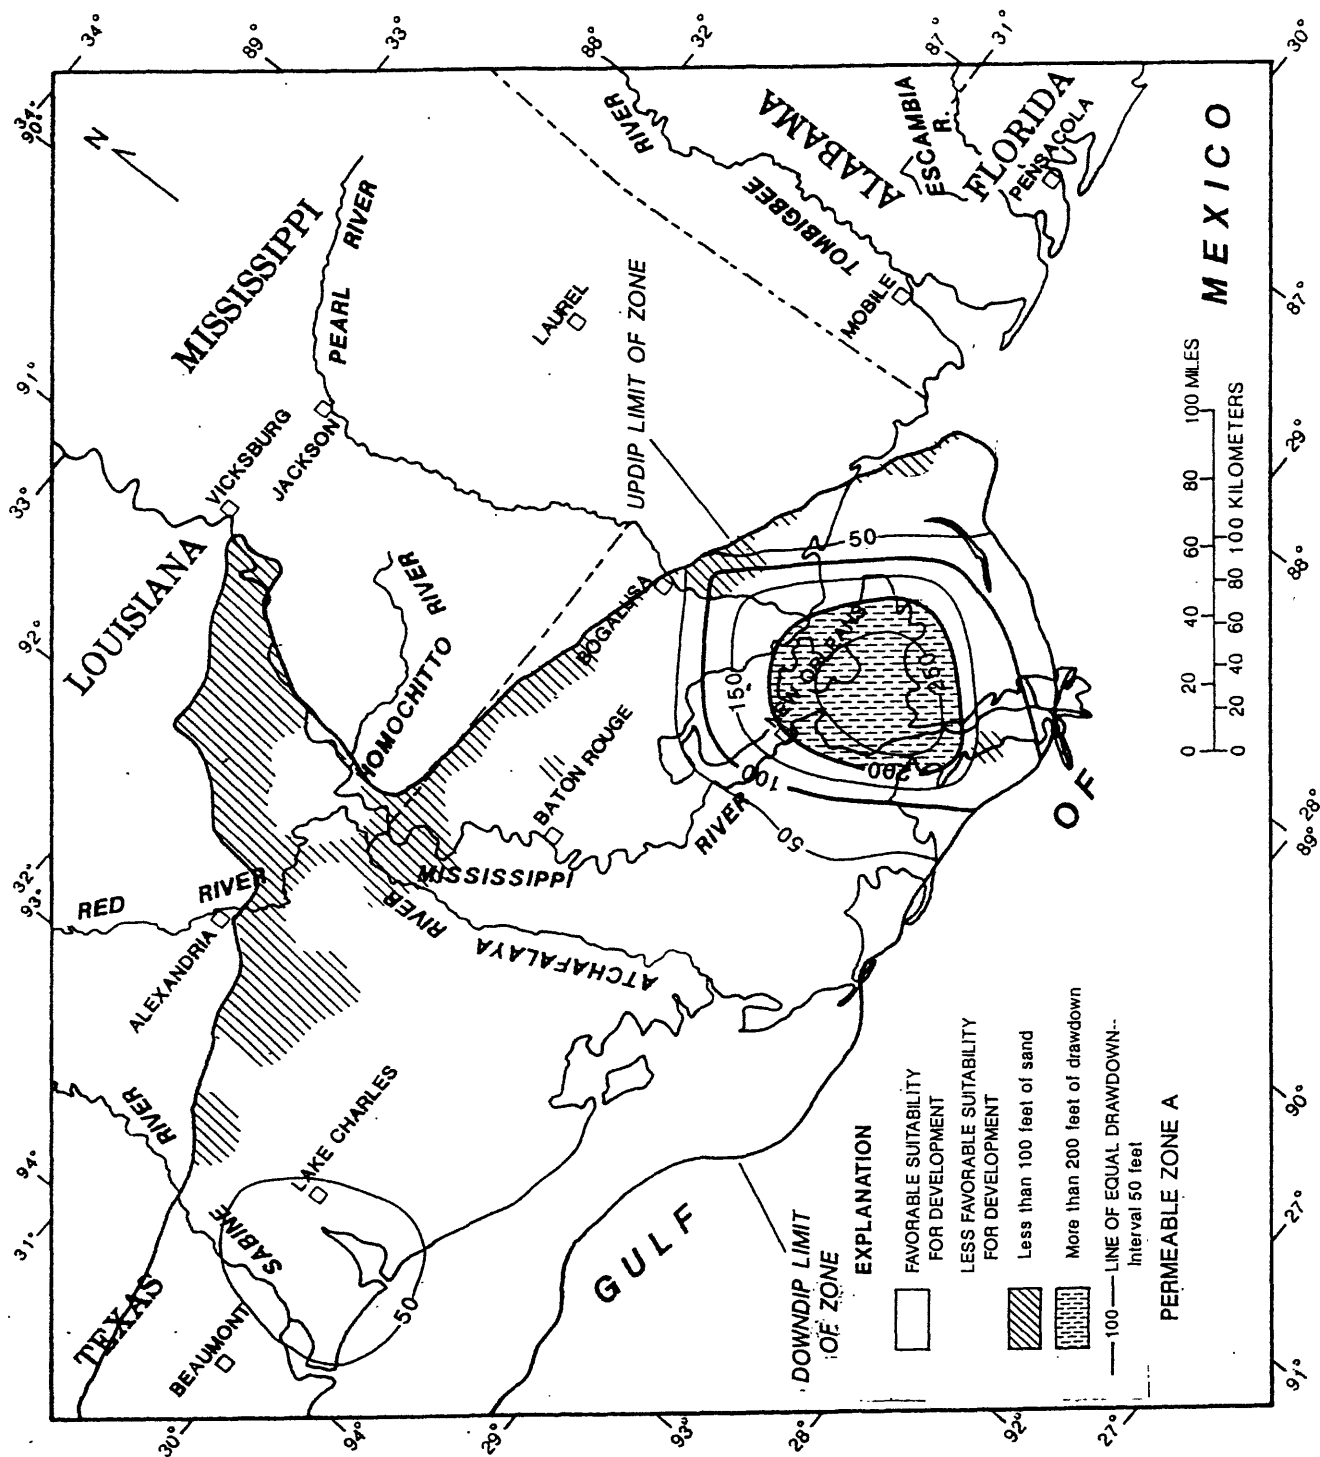 34°
89°
33°
88°
32°
87°
31°
30°
34°
90°
91°
33°
92°
32°
93°
94°
31°
30°
94°
29°
93°
28°
92°
27°
91°
27°
90°
28°
89°
88°
29°
87°
N
MISSISSIPPI
LOUISIANA
TEXAS
ALABAMA
FLORIDA
PEARL RIVER
TOMBIGBEE
RIVER
ESCAMBIA
R.
PENSACOLA
MOBILE
LAUREL
JACKSON
VICKSBURG
HOMOCHITTO
RIVER
BOGALUSA
BATON ROUGE
NEW ORLEANS
MISSISSIPPI
RIVER
RED RIVER
ALEXANDRIA
ATCHAFALAYA
RIVER
SABINE
RIVER
LAKE CHARLES
BEAUMONT
UPDIP LIMIT OF ZONE
DOWNDIP LIMIT
OF ZONE
50
100
150
200
250
50
50
GULF
OF
MEXICO
0 20 40 60 80 100 MILES
0 20 40 60 80 100 KILOMETERS
EXPLANATION
FAVORABLE SUITABILITY
FOR DEVELOPMENT
LESS FAVORABLE SUITABILITY
FOR DEVELOPMENT
Less than 100 feet of sand
More than 200 feet of drawdown
100 LINE OF EQUAL DRAWDOWN--
Interval 50 feet
PERMEABLE ZONE A